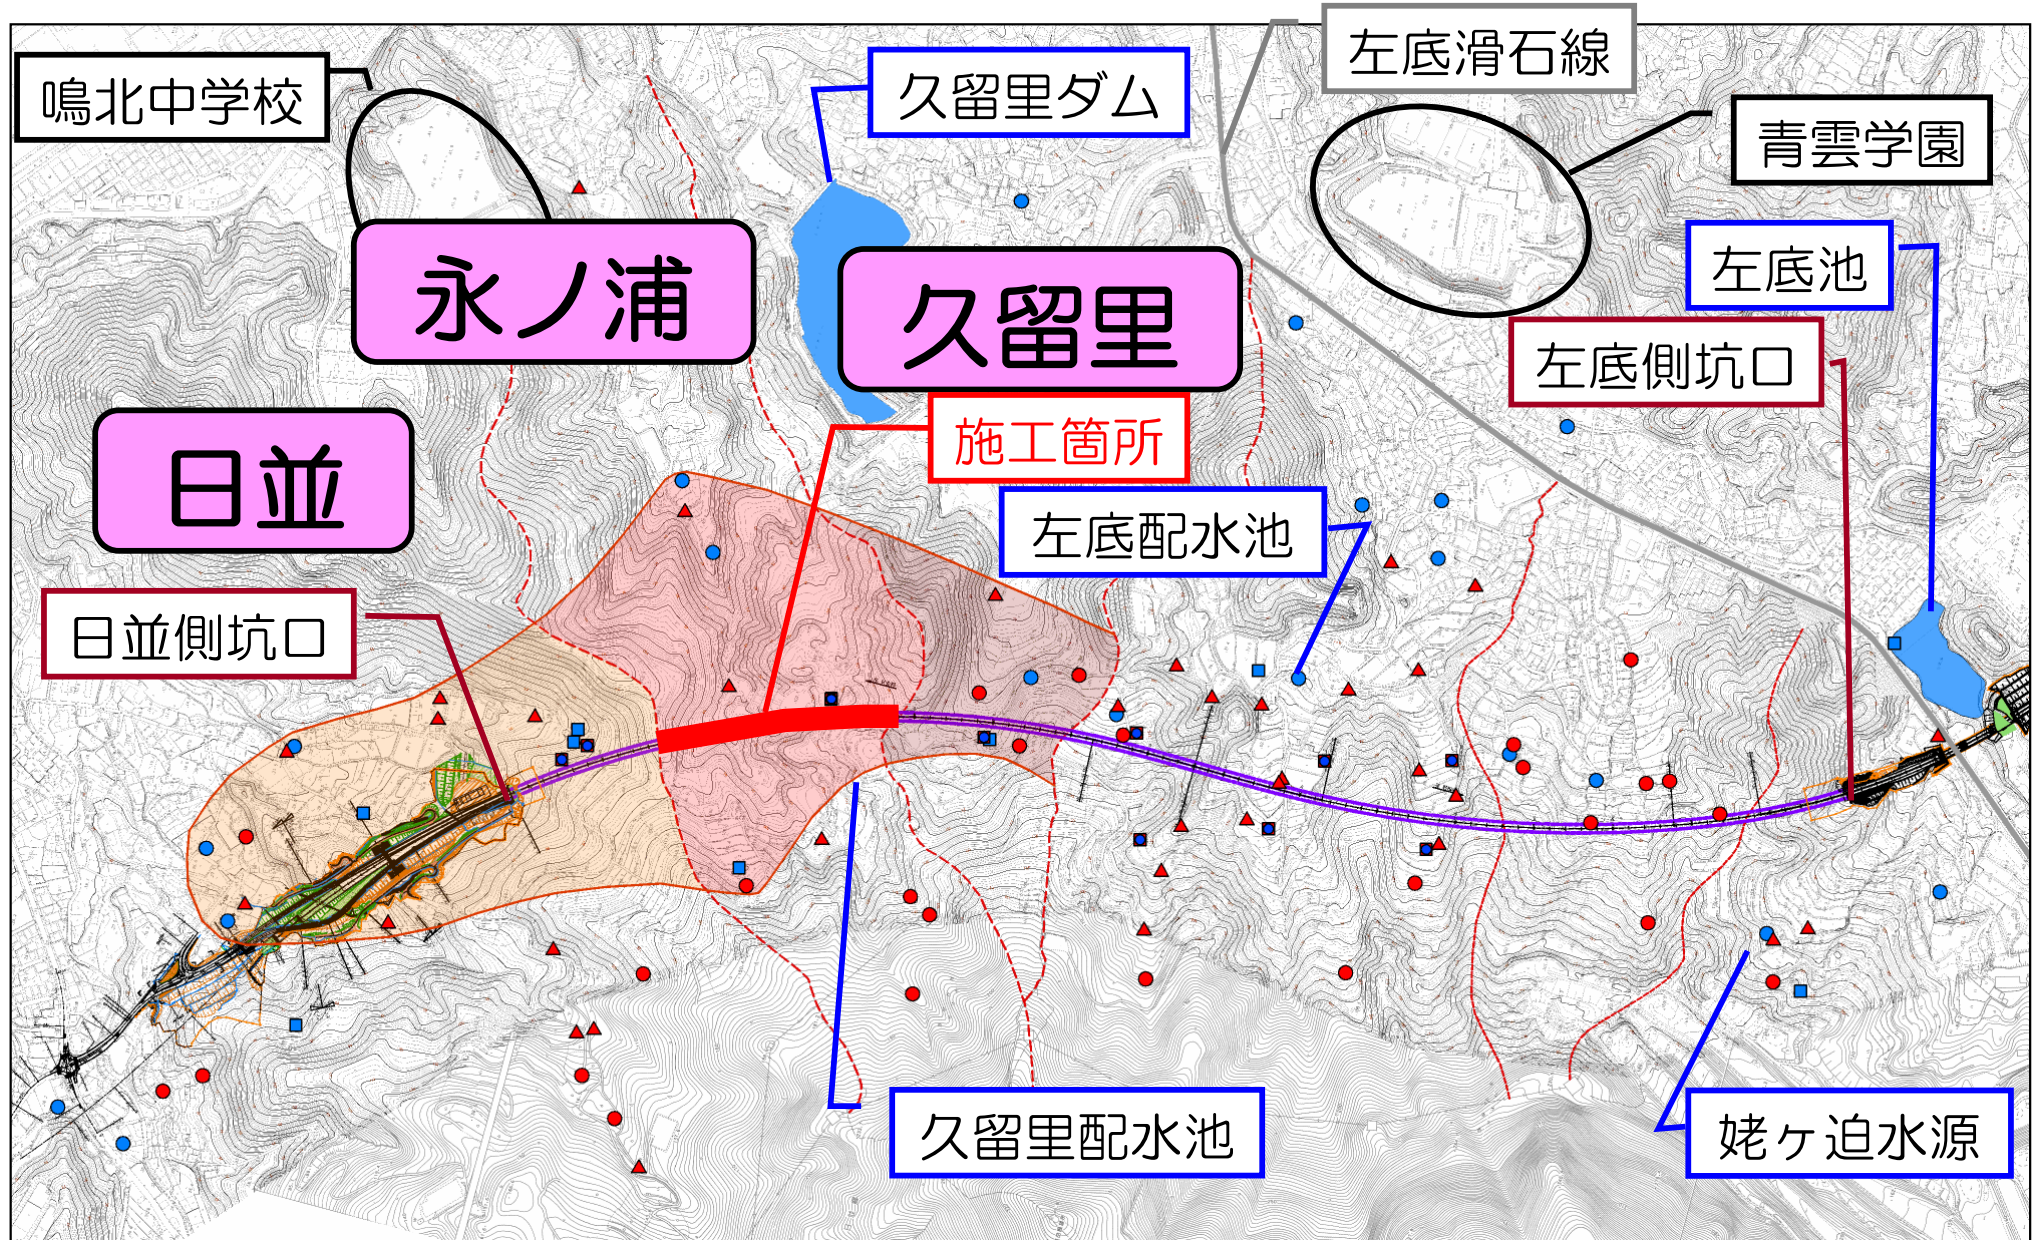 左底滑石線
鳴北中学校
久留里ダム
青雲学園
左底池
永ノ浦
久留里
左底側坑口
施工箇所
日並
左底配水池
日並側坑口
久留里配水池
姥ヶ迫水源